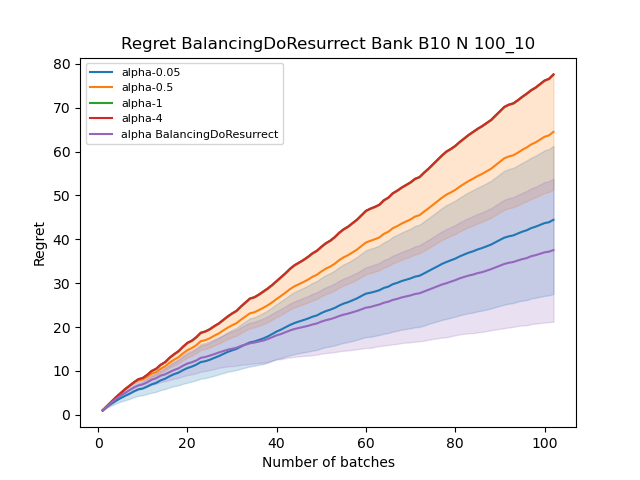 Regret BalancingDoResurrect Bank B10 N 100_10
alpha-0.05
alpha-0.5
alpha-1
alpha-4
alpha BalancingDoResurrect
80
70
60
50
40
30
20
10
0
Regret
0 20 40 60 80 100
Number of batches